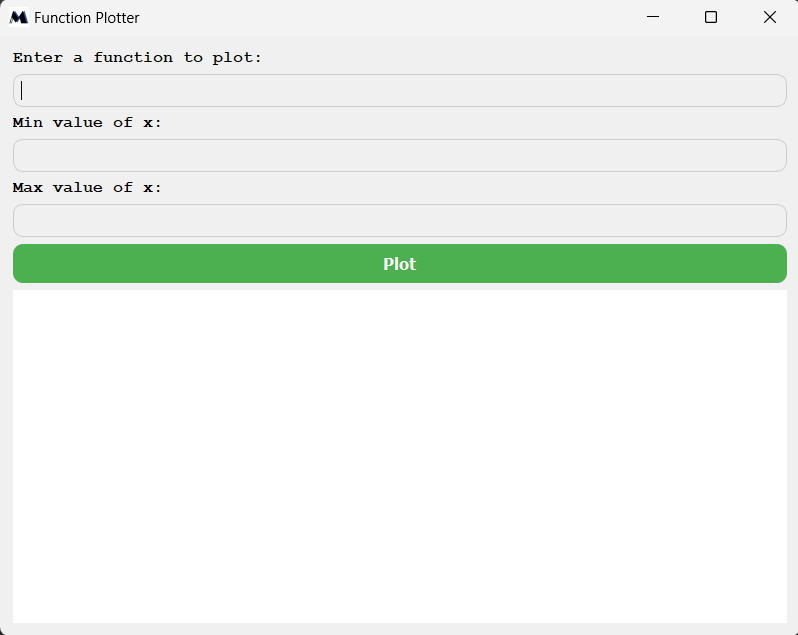 Function Plotter
Enter a function to plot:
Min value of x:
Max value of x:
Plot